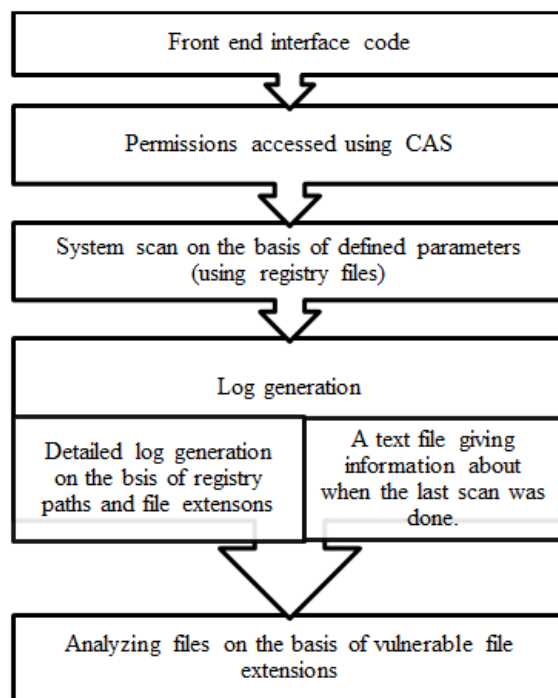 Front end interface code
Permissions accessed using CAS
System scan on the basis of defined parameters
(using registry files)
Log generation
Detailed log generation
on the bsis of registry
paths and file extensons
A text file giving
information about
when the last scan was
done.
Analyzing files on the basis of vulnerable file
extensions